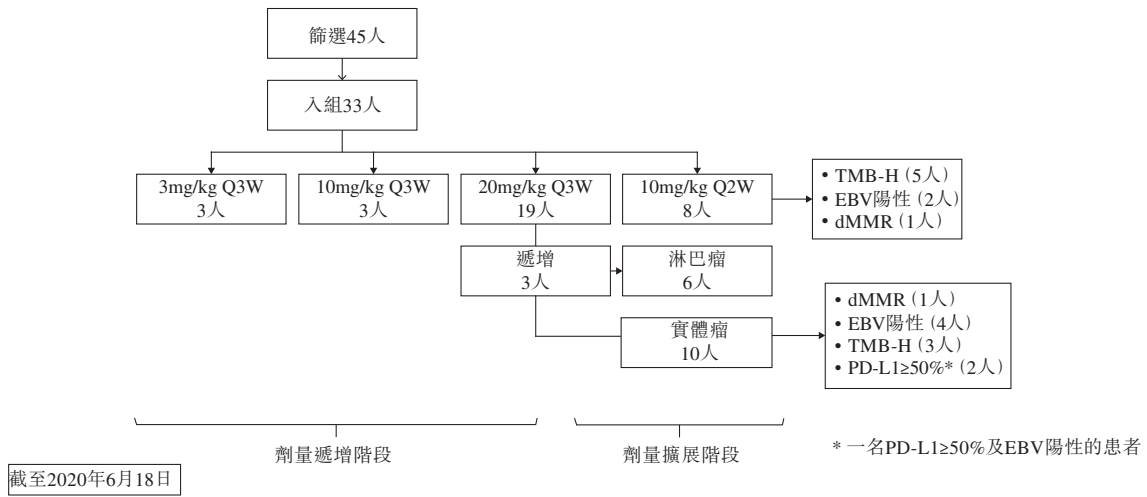 篩選45人
入組33人
3mg/kg Q3W
3人
10mg/kg Q3W
3人
20mg/kg Q3W
19人
10mg/kg Q2W
8人
• TMB-H (5人)
• EBV陽性 (2人)
• dMMR (1人)
遞增
3人
淋巴瘤
6人
實體瘤
10人
• dMMR (1人)
• EBV陽性 (4人)
• TMB-H (3人)
• PD-L1≥50%* (2人)
劑量遞增階段
劑量擴展階段
* 一名PD-L1≥50%及EBV陽性的患者
截至2020年6月18日